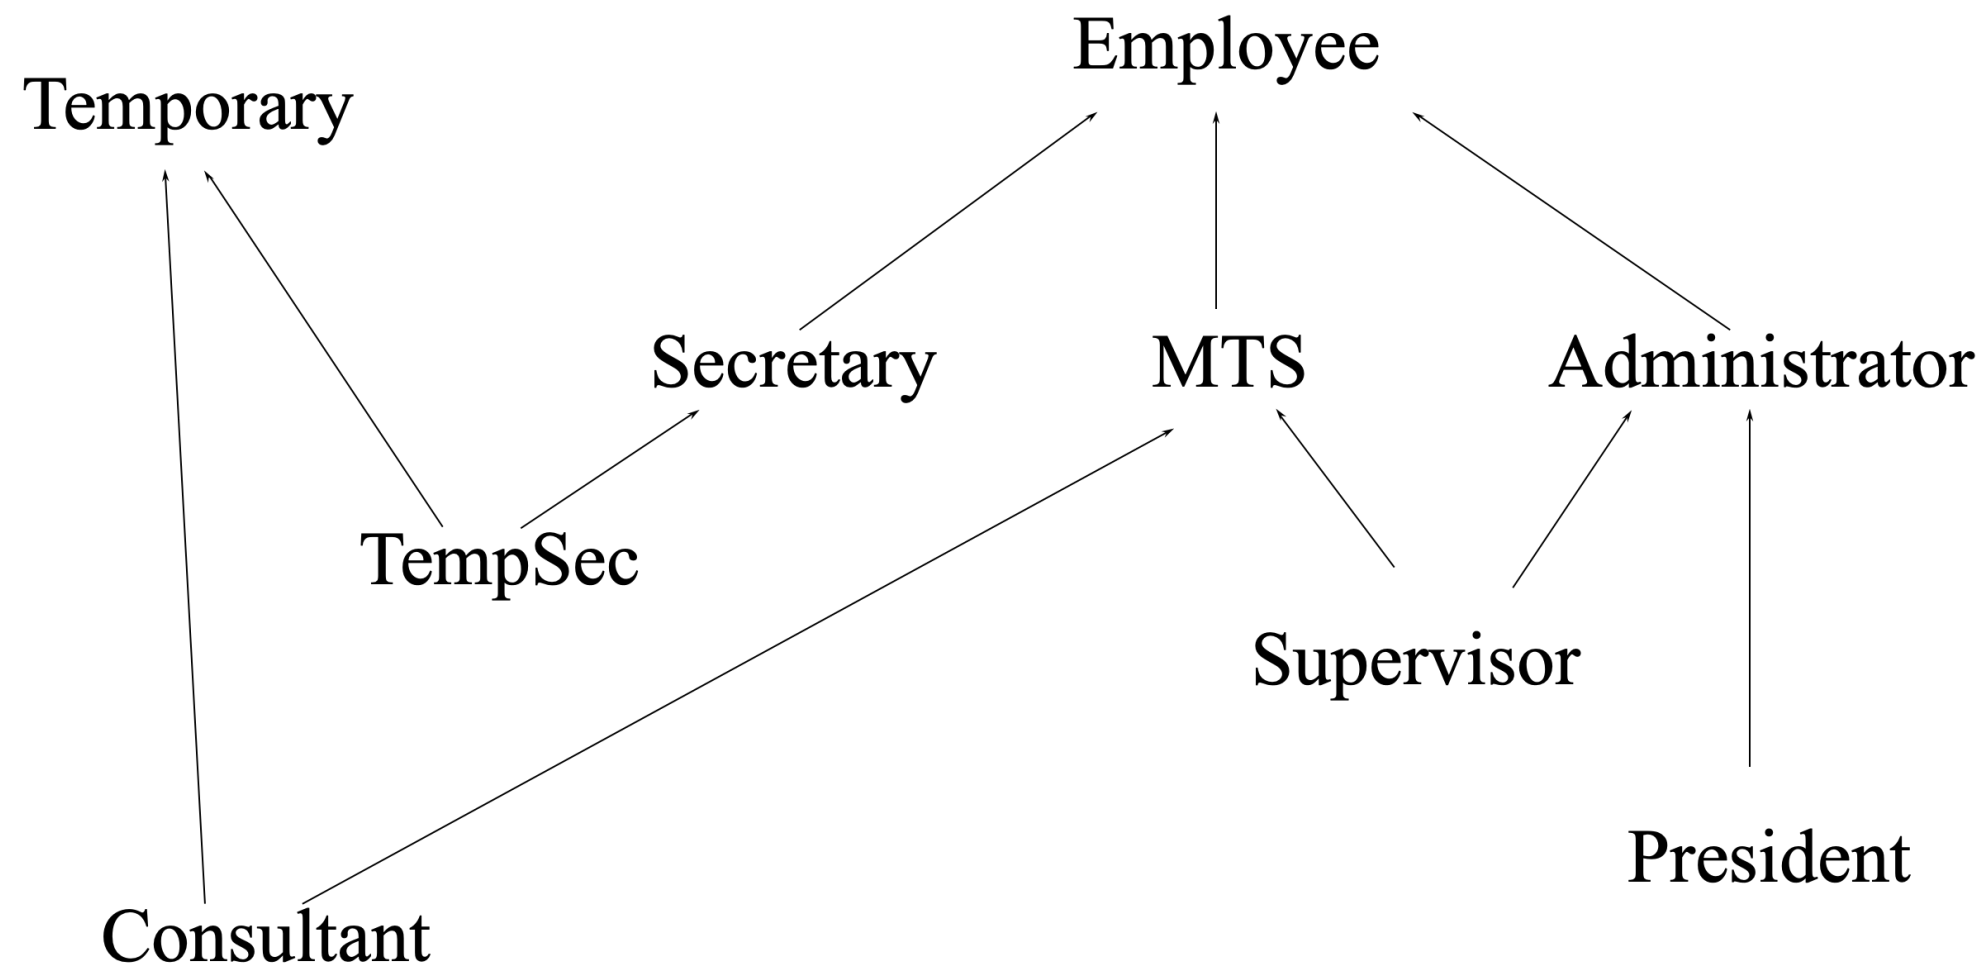 Employee
Temporary
Secretary
MTS
Administrator
TempSec
Supervisor
President
Consultant